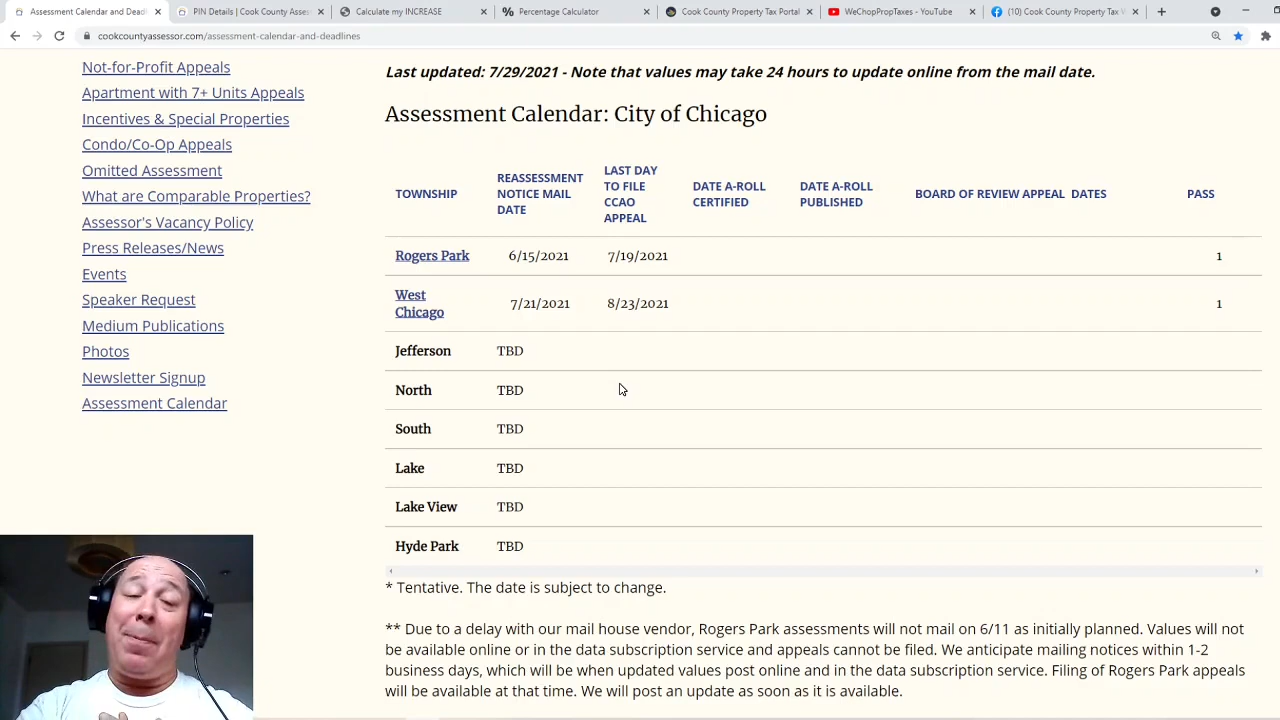 Assessment Calendar and Deadl
PIN Details | Cook County Asses
Calculate my INCREASE
Percentage Calculator
Cook County Property Tax Portal
WeChopPropTaxes - YouTube
(10) Cook County Property Tax W
cookcountyassessor.com/assessment-calendar-and-deadlines
Not-for-Profit Appeals
Apartment with 7+ Units Appeals
Incentives & Special Properties
Condo/Co-Op Appeals
Omitted Assessment
What are Comparable Properties?
Assessor's Vacancy Policy
Press Releases/News
Events
Speaker Request
Medium Publications
Photos
Newsletter Signup
Assessment Calendar
Last updated: 7/29/2021 - Note that values may take 24 hours to update online from the mail date.
Assessment Calendar: City of Chicago
TOWNSHIP
REASSESSMENT
NOTICE MAIL
DATE
LAST DAY
TO FILE
CCAO
APPEAL
DATE A-ROLL
CERTIFIED
DATE A-ROLL
PUBLISHED
BOARD OF REVIEW APPEAL DATES
PASS
Rogers Park 6/15/2021 7/19/2021 1
West
Chicago
7/21/2021 8/23/2021 1
Jefferson TBD
North TBD
South TBD
Lake TBD
Lake View TBD
Hyde Park TBD
* Tentative. The date is subject to change.
** Due to a delay with our mail house vendor, Rogers Park assessments will not mail on 6/11 as initially planned. Values will not
be available online or in the data subscription service and appeals cannot be filed. We anticipate mailing notices within 1-2
business days, which will be when updated values post online and in the data subscription service. Filing of Rogers Park appeals
will be available at that time. We will post an update as soon as it is available.